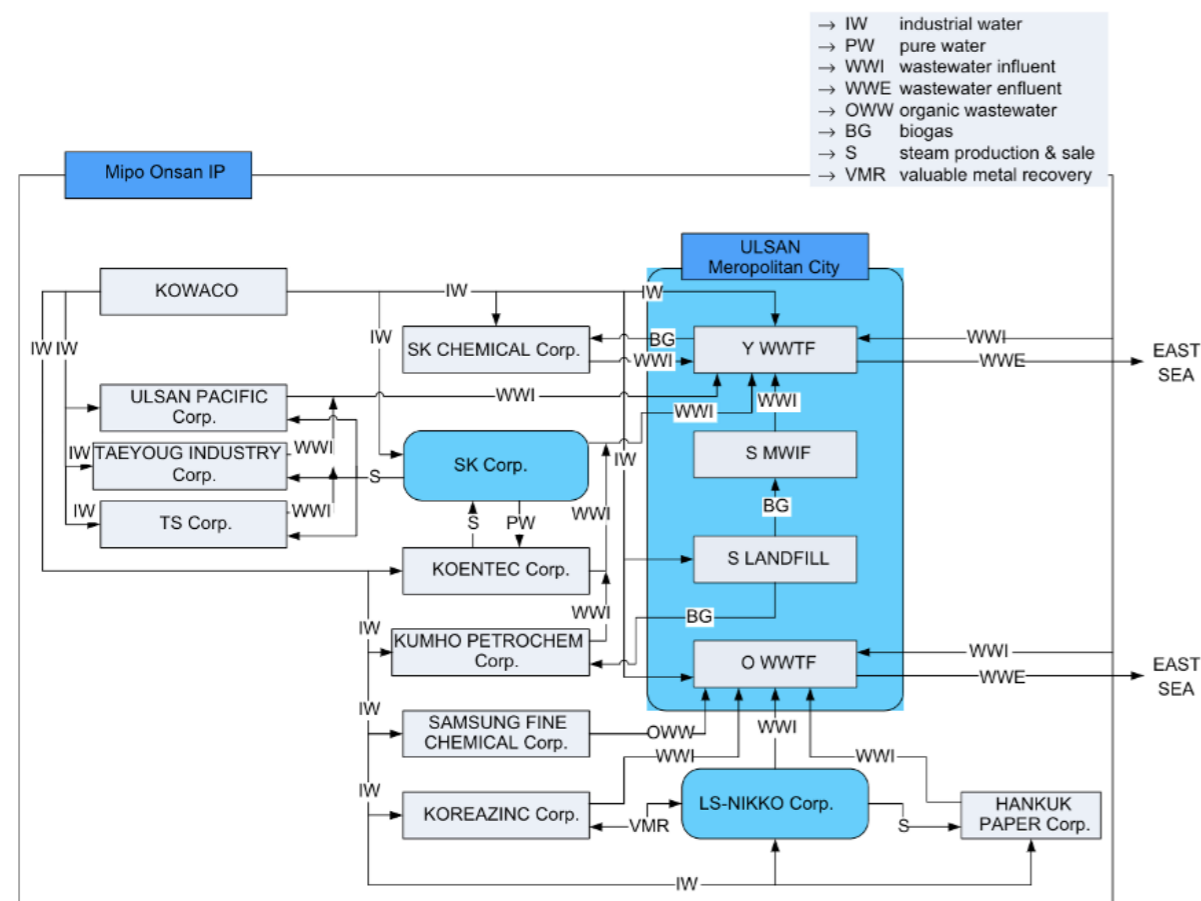 → IW industrial water
→ PW pure water
→ WWI wastewater influent
→ WWE wastewater enfluent
→ OWW organic wastewater
→ BG biogas
→ S steam production & sale
→ VMR valuable metal recovery
Mipo Onsan IP
ULSAN
Meropolitan City
KOWACO
IW
IW
IW
IW
IW
SK CHEMICAL Corp.
BG
WWI
Y WWTF
WWI
WWE
EAST
SEA
ULSAN PACIFIC
Corp.
WWI
WWI
WWI
IW
TAEYOUG INDUSTRY
Corp.
WWI
S
SK Corp.
IW
S MWIF
IW
TS Corp.
WWI
S
PW
WWI
BG
KOENTEC Corp.
S LANDFILL
WWI
BG
IW
KUMHO PETROCHEM
Corp.
O WWTF
WWI
WWE
EAST
SEA
IW
SAMSUNG FINE
CHEMICAL Corp.
OWW
WWI
WWI
WWI
IW
KOREAZINC Corp.
VMR
LS-NIKKO Corp.
S
HANKUK
PAPER Corp.
IW